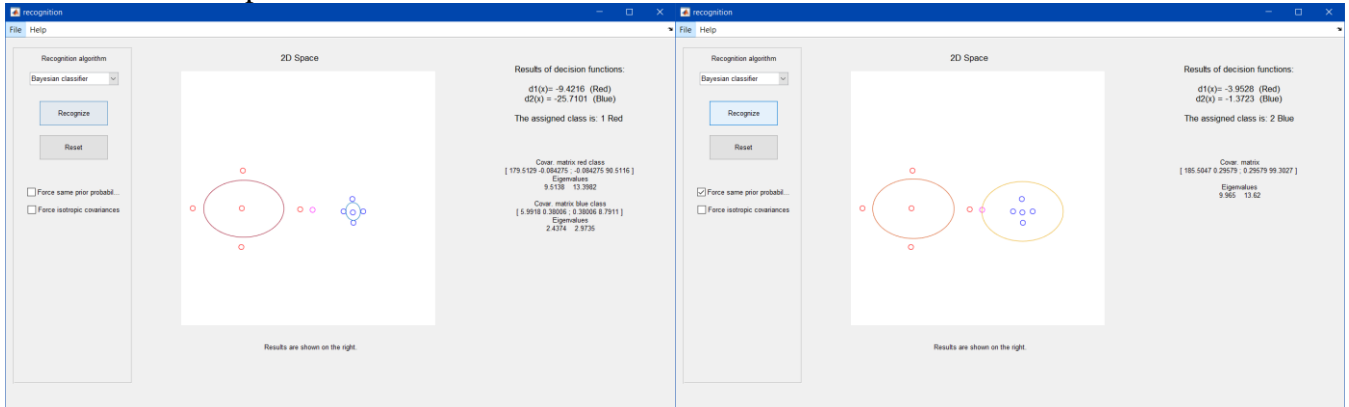 recognition
File Help
Recognition algorithm
Bayesian classifier
Recognize
Reset
Force same prior probabil...
Force isotropic covariances
2D Space
Results are shown on the right.
Results of decision functions:
d1(x)= -9.4216 (Red)
d2(x) = -25.7101 (Blue)
The assigned class is: 1 Red
Covar. matrix red class
[ 179.5129 -0.084275 ; -0.084275 90.5116 ]
Eigenvalues
9.5138 13.3982
Covar. matrix blue class
[ 5.9918 0.38006 ; 0.38006 8.7911 ]
Eigenvalues
2.4374 2.9735
recognition
File Help
Recognition algorithm
Bayesian classifier
Recognize
Reset
Force same prior probabil...
Force isotropic covariances
2D Space
Results are shown on the right.
Results of decision functions:
d1(x)= -3.9528 (Red)
d2(x) = -1.3723 (Blue)
The assigned class is: 2 Blue
Covar. matrix
[ 185.5047 0.29579 ; 0.29579 99.3027 ]
Eigenvalues
9.965 13.62